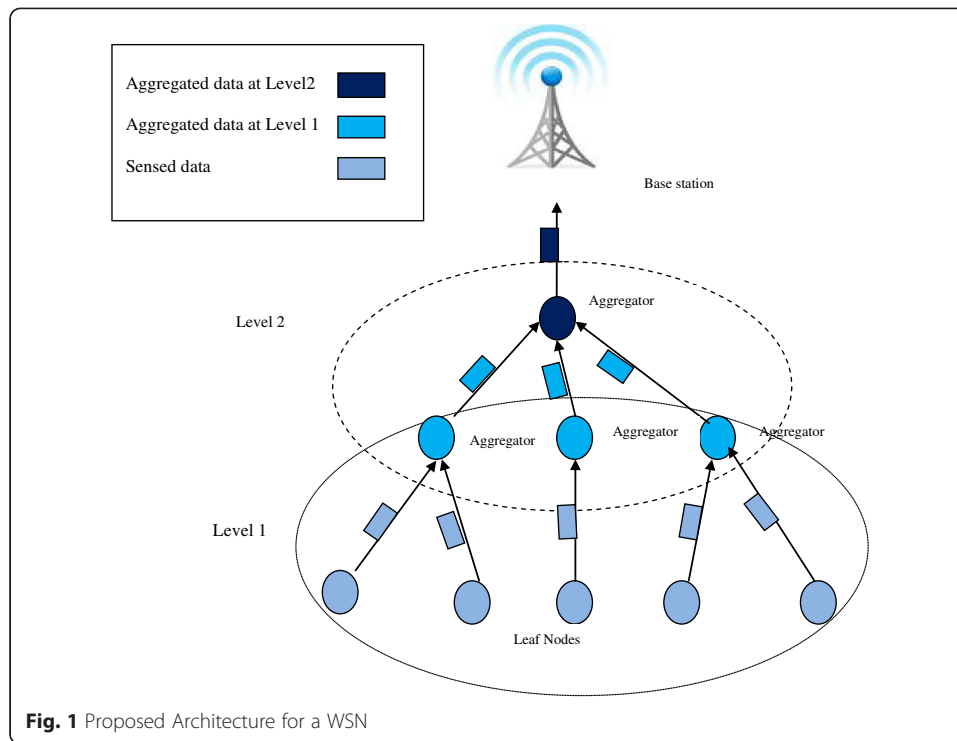 Aggregated data at Level2
Aggregated data at Level 1
Sensed data
Base station
Aggregator
Level 2
Aggregator
Aggregator
Aggregator
Level 1
Leaf Nodes
Fig. 1 Proposed Architecture for a WSN